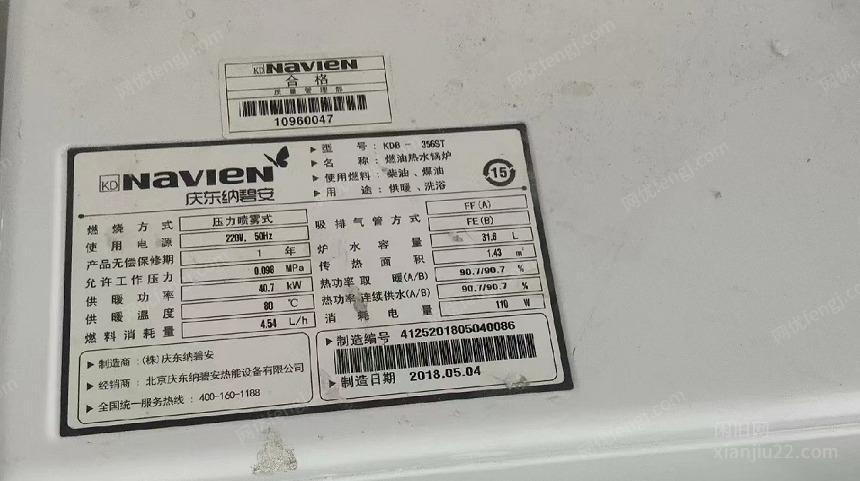 KD NAVIEN
合格
质量管理部
10960047
KD NAVIEN
庆东纳碧安
型号：KDB - 356ST
名称：燃油热水锅炉
使用燃料：柴油、煤油
用途：供暖、洗浴
15
燃烧方式 压力喷雾式
使用电源 220V, 50Hz
产品无偿保修期 1 年
允许工作压力 0.098 MPa
供暖功率 40.7 kW
供暖温度 80 ℃
燃料消耗量 4.54 L/h
吸排气管方式 FF(A)
FE(B)
炉水容量 31.8 L
传热面积 1.43 m²
热功率取暖(A/B) 90.7/90.7 %
热功率连续供水(A/B) 90.7/90.7 %
消耗电量 110 W
制造商：(株)庆东纳碧安
经销商：北京庆东纳碧安热能设备有限公司
全国统一服务热线：400-160-1188
制造编号 4125201805040086
制造日期 2018.05.04
闲旧网
xianjiu22.com